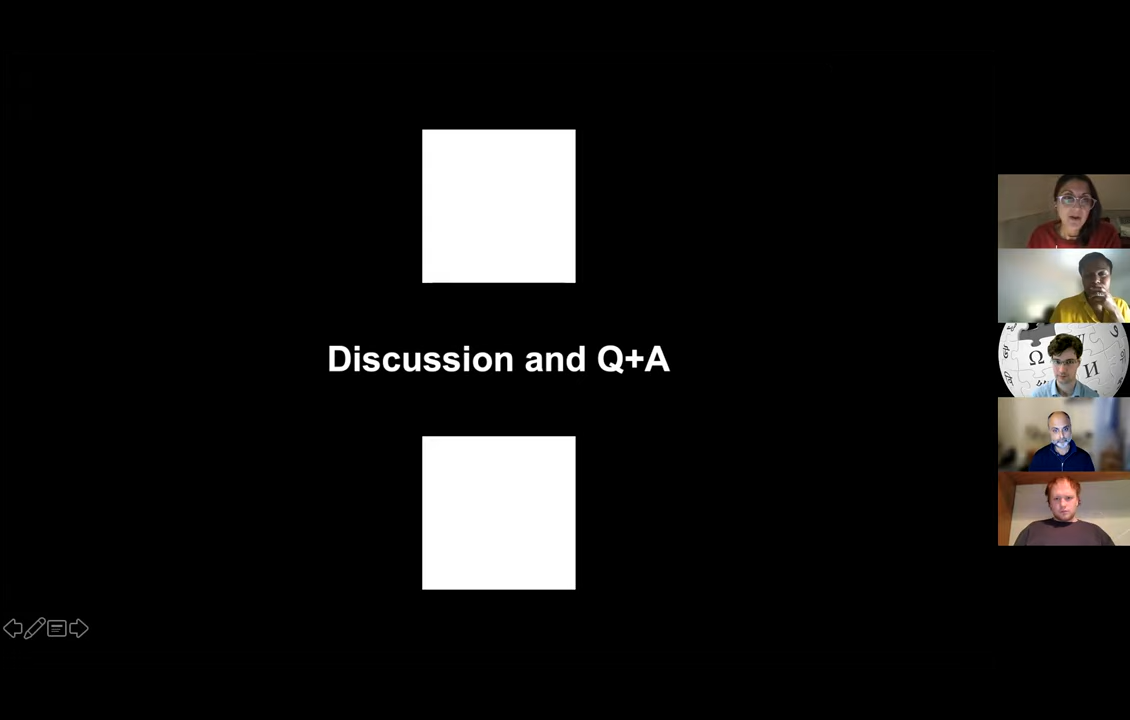 Discussion and Q+A
Ω
И